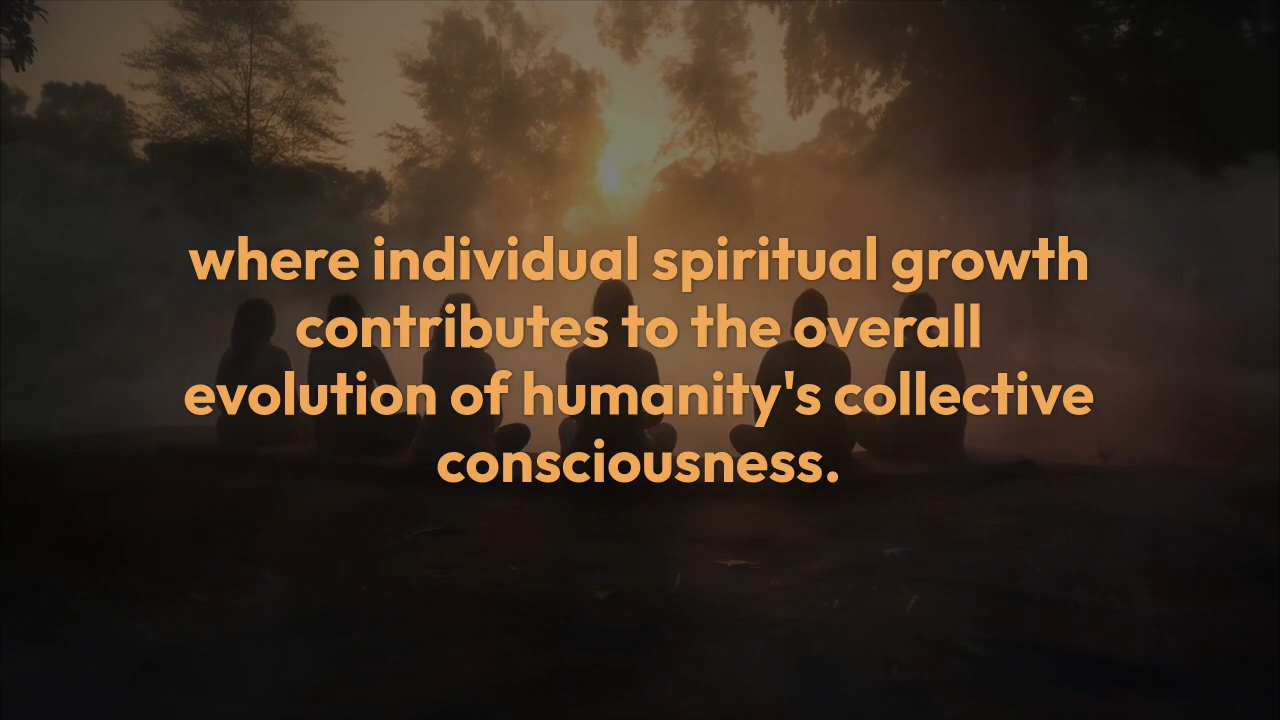 where individual spiritual growth
contributes to the overall
evolution of humanity's collective
consciousness.